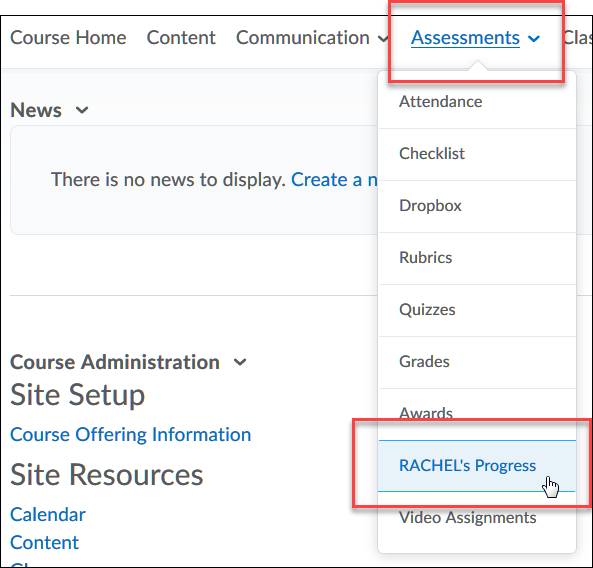 Course Home Content Communication Assessments
Attendance
News
Checklist
There is no news to display. Create a n
Dropbox
Rubrics
Quizzes
Course Administration
Grades
Site Setup
Awards
Course Offering Information
RACHEL's Progress
Site Resources
Calendar
Video Assignments
Content